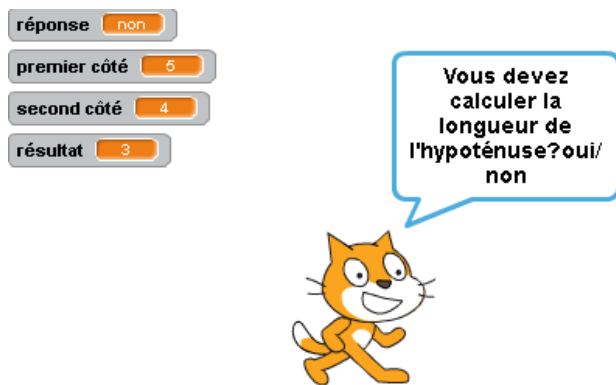 réponse non
premier côté 5
second côté 4
résultat 3
Vous devez
calculer la
longueur de
l'hypoténuse?oui/
non